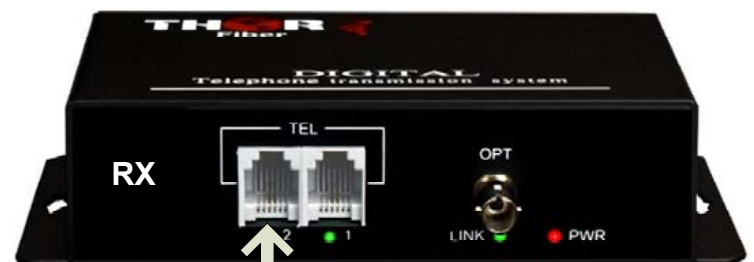 THOR
Fiber
DIGITAL
Telephone transmission system
TEL
RX
OPT
2
1
LINK
PWR